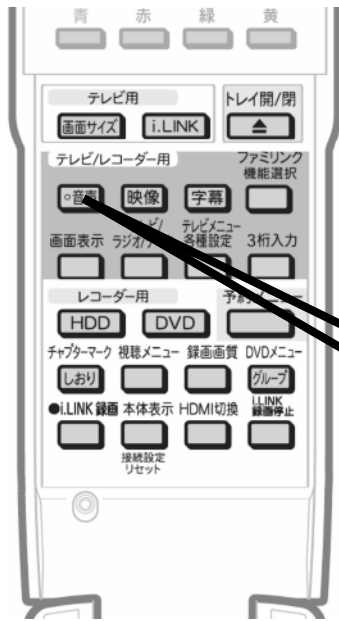 青 赤 緑 黄
テレビ用
トレイ開/閉
画面サイズ i.LINK
テレビ/レコーダー用
ファミリンク
機能選択
音声 映像 字幕
画面表示
テレビメニュー
各種設定
3桁入力
レコーダー用
HDD DVD
チャプターマーク 視聴メニュー 録画画質 DVDメニュー
しおり グループ
●i.LINK 録画 本体表示 HDMI切換
i.LINK
録画停止
接続設定
リセット